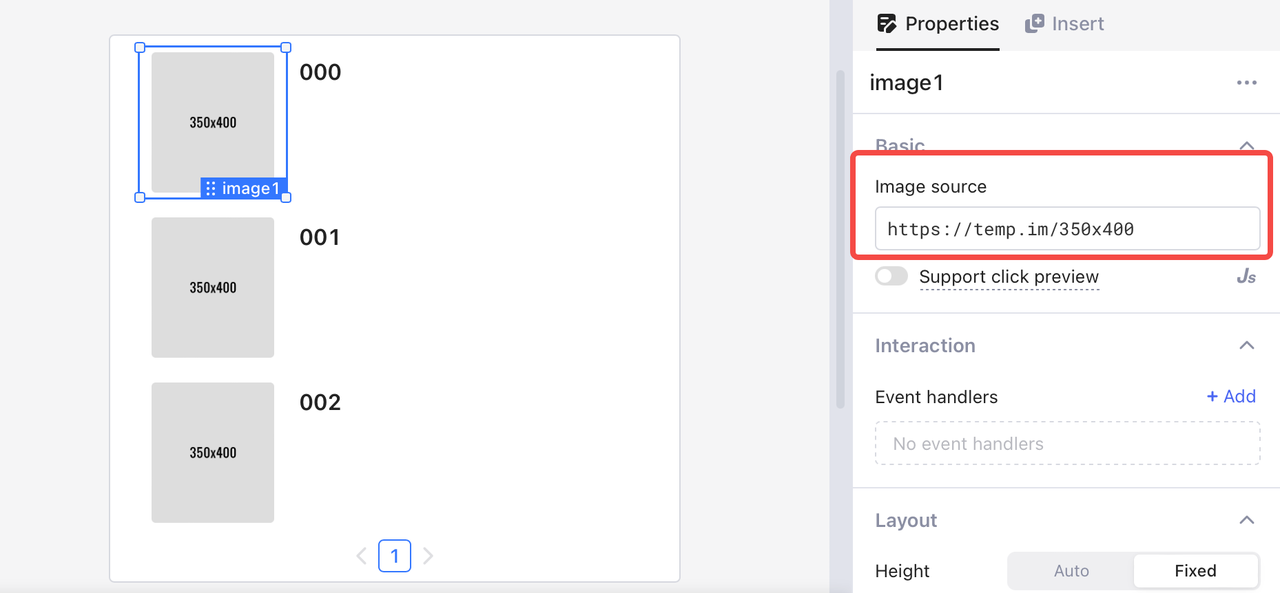 000
350x400
image1
001
350x400
002
350x400
1
Properties
Insert
image1
Basic
Image source
https://temp.im/350x400
Support click preview
Js
Interaction
Event handlers
+ Add
No event handlers
Layout
Height
Auto
Fixed